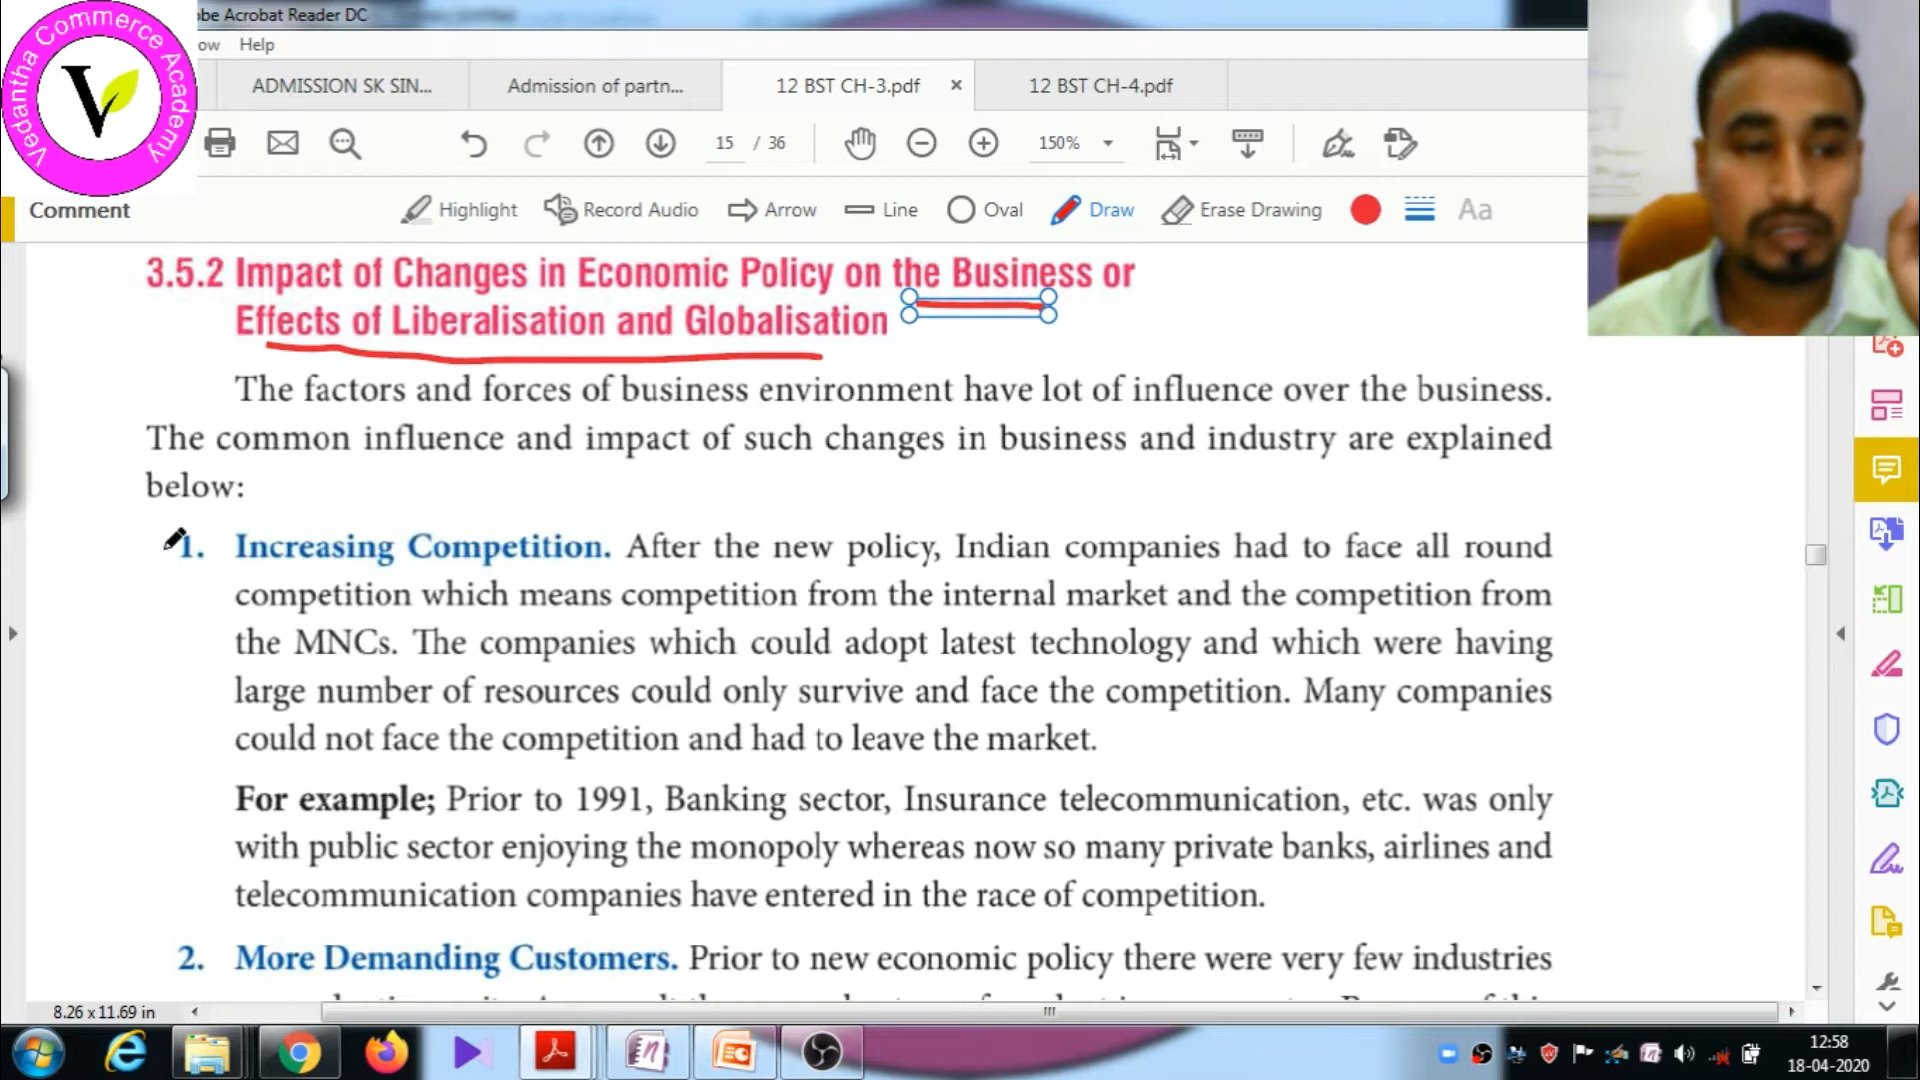 Vedantha Commerce Academy
V
be Acrobat Reader DC
ow Help
ADMISSION SK SIN... Admission of partn... 12 BST CH-3.pdf × 12 BST CH-4.pdf
15 / 36 150%
Comment Highlight Record Audio Arrow Line Oval Draw Erase Drawing Aa
3.5.2 Impact of Changes in Economic Policy on the Business or
Effects of Liberalisation and Globalisation
The factors and forces of business environment have lot of influence over the business.
The common influence and impact of such changes in business and industry are explained
below:
1. Increasing Competition. After the new policy, Indian companies had to face all round
competition which means competition from the internal market and the competition from
the MNCs. The companies which could adopt latest technology and which were having
large number of resources could only survive and face the competition. Many companies
could not face the competition and had to leave the market.
For example; Prior to 1991, Banking sector, Insurance telecommunication, etc. was only
with public sector enjoying the monopoly whereas now so many private banks, airlines and
telecommunication companies have entered in the race of competition.
2. More Demanding Customers. Prior to new economic policy there were very few industries
8.26 x 11.69 in
12:58
18-04-2020